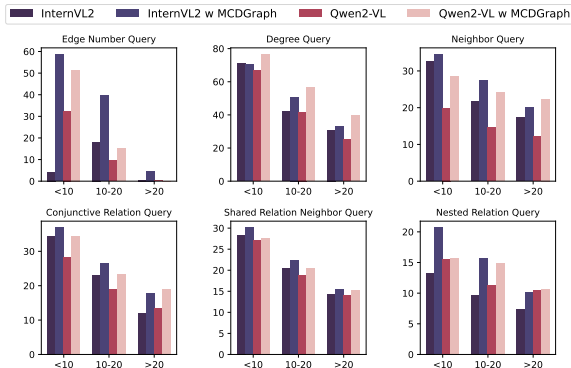 InternVL2 InternVL2 w MCDGraph Qwen2-VL Qwen2-VL w MCDGraph
Edge Number Query
60
50
40
30
20
10
0
<10 10-20 >20
Degree Query
80
60
40
20
0
<10 10-20 >20
Neighbor Query
30
20
10
0
<10 10-20 >20
Conjunctive Relation Query
30
20
10
0
<10 10-20 >20
Shared Relation Neighbor Query
30
25
20
15
10
5
0
<10 10-20 >20
Nested Relation Query
20
15
10
5
0
<10 10-20 >20